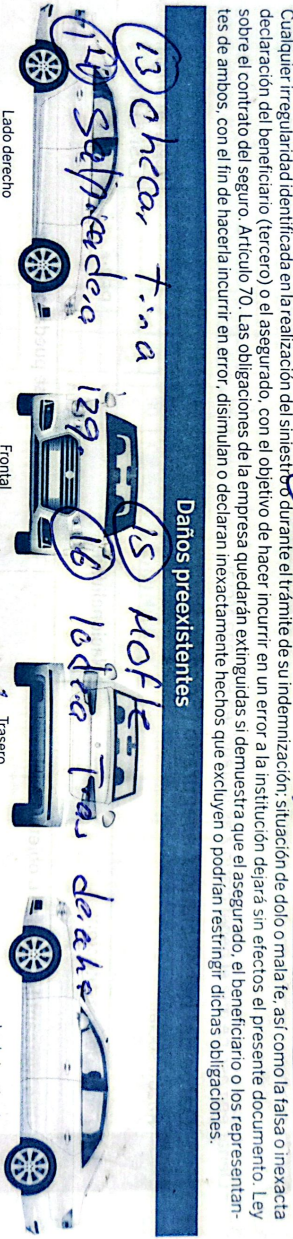 Cualquier irregularidad identificada en la realización del siniestro o durante el trámite de su indemnización; situación de dolo o mala fe, así como la falsa o inexacta
declaración del beneficiario (tercero) o el asegurado, con el objetivo de hacer incurrir en un error a la institución dejará sin efectos el presente documento. Ley
sobre el contrato del seguro. Artículo 70. Las obligaciones de la empresa quedarán extinguidas si demuestra que el asegurado, el beneficiario o los representan-
tes de ambos, con el fin de hacerla incurrir en error, disimulan o declaran inexactamente hechos que excluyen o podrían restringir dichas obligaciones.
Daños preexistentes
13 checar tina 15 Mofle
14 izq. 16 tras derecho
Lado derecho Frontal Trasero